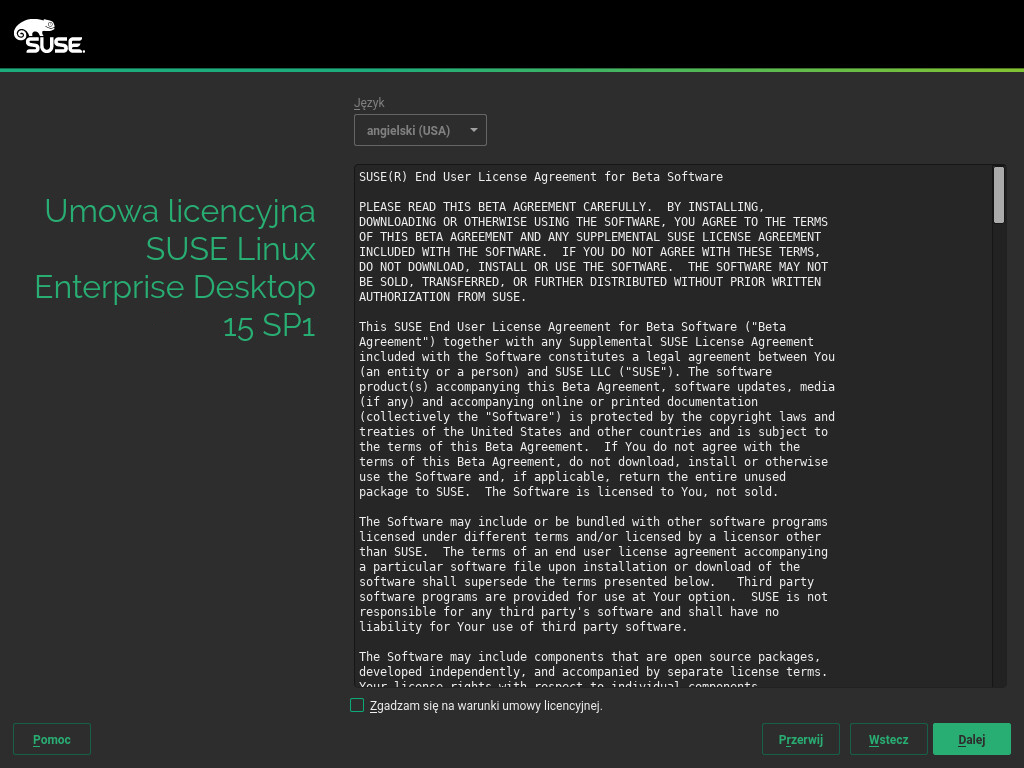 SUSE
Język
angielski (USA)
Umowa licencyjna
SUSE Linux
Enterprise Desktop
15 SP1
SUSE(R) End User License Agreement for Beta Software
PLEASE READ THIS BETA AGREEMENT CAREFULLY.  BY INSTALLING,
DOWNLOADING OR OTHERWISE USING THE SOFTWARE, YOU AGREE TO THE TERMS
OF THIS BETA AGREEMENT AND ANY SUPPLEMENTAL SUSE LICENSE AGREEMENT
INCLUDED WITH THE SOFTWARE.  IF YOU DO NOT AGREE WITH THESE TERMS,
DO NOT DOWNLOAD, INSTALL OR USE THE SOFTWARE.  THE SOFTWARE MAY NOT
BE SOLD, TRANSFERRED, OR FURTHER DISTRIBUTED WITHOUT PRIOR WRITTEN
AUTHORIZATION FROM SUSE.
This SUSE End User License Agreement for Beta Software ("Beta
Agreement") together with any Supplemental SUSE License Agreement
included with the Software constitutes a legal agreement between You
(an entity or a person) and SUSE LLC ("SUSE"). The software
product(s) accompanying this Beta Agreement, software updates, media
(if any) and accompanying online or printed documentation
(collectively the "Software") is protected by the copyright laws and
treaties of the United States and other countries and is subject to
the terms of this Beta Agreement.  If You do not agree with the
terms of this Beta Agreement, do not download, install or otherwise
use the Software and, if applicable, return the entire unused
package to SUSE.  The Software is licensed to You, not sold.
The Software may include or be bundled with other software programs
licensed under different terms and/or licensed by a licensor other
than SUSE.  The terms of an end user license agreement accompanying
a particular software file upon installation or download of the
software shall supersede the terms presented below.   Third party
software programs are provided for use at Your option.  SUSE is not
responsible for any third party's software and shall have no
liability for Your use of third party software.
The Software may include components that are open source packages,
developed independently, and accompanied by separate license terms.
Your license rights with respect to individual components
Zgadzam się na warunki umowy licencyjnej.
Pomoc
Przerwij
Wstecz
Dalej